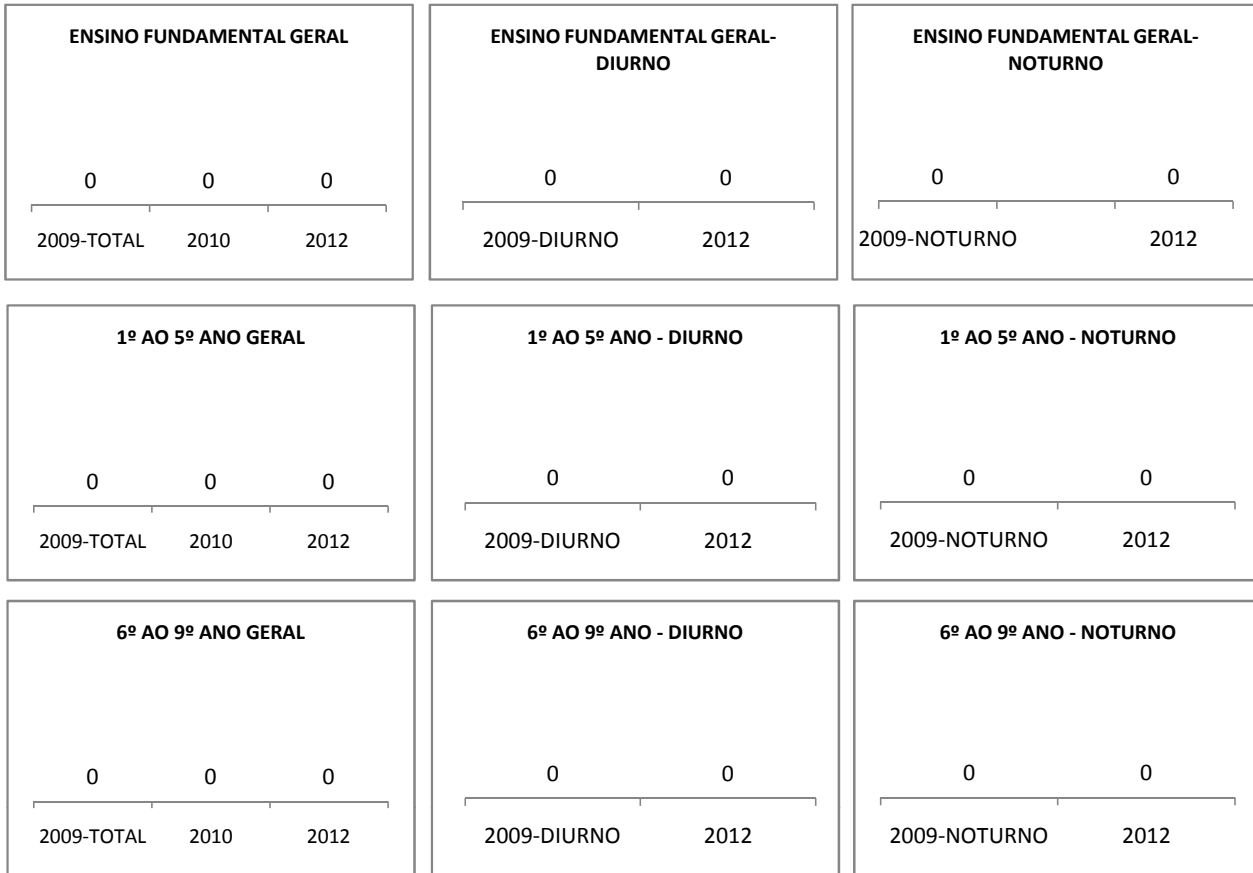 ENSINO FUNDAMENTAL GERAL
0 0 0
2009-TOTAL 2010 2012
ENSINO FUNDAMENTAL GERAL-
DIURNO
0 0
2009-DIURNO 2012
ENSINO FUNDAMENTAL GERAL-
NOTURNO
0 0
2009-NOTURNO 2012
1º AO 5º ANO GERAL
0 0 0
2009-TOTAL 2010 2012
1º AO 5º ANO - DIURNO
0 0
2009-DIURNO 2012
1º AO 5º ANO - NOTURNO
0 0
2009-NOTURNO 2012
6º AO 9º ANO GERAL
0 0 0
2009-TOTAL 2010 2012
6º AO 9º ANO - DIURNO
0 0
2009-DIURNO 2012
6º AO 9º ANO - NOTURNO
0 0
2009-NOTURNO 2012